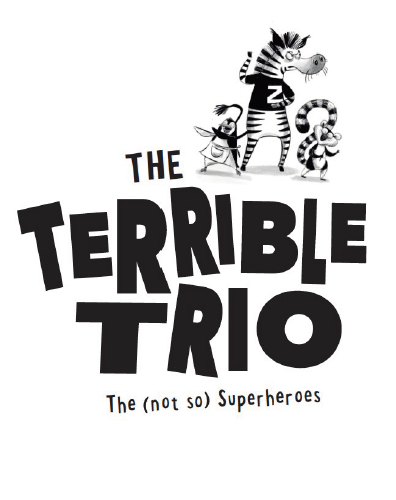 Z
THE
TERRIBLE
TRIO
The (not so) Superheroes